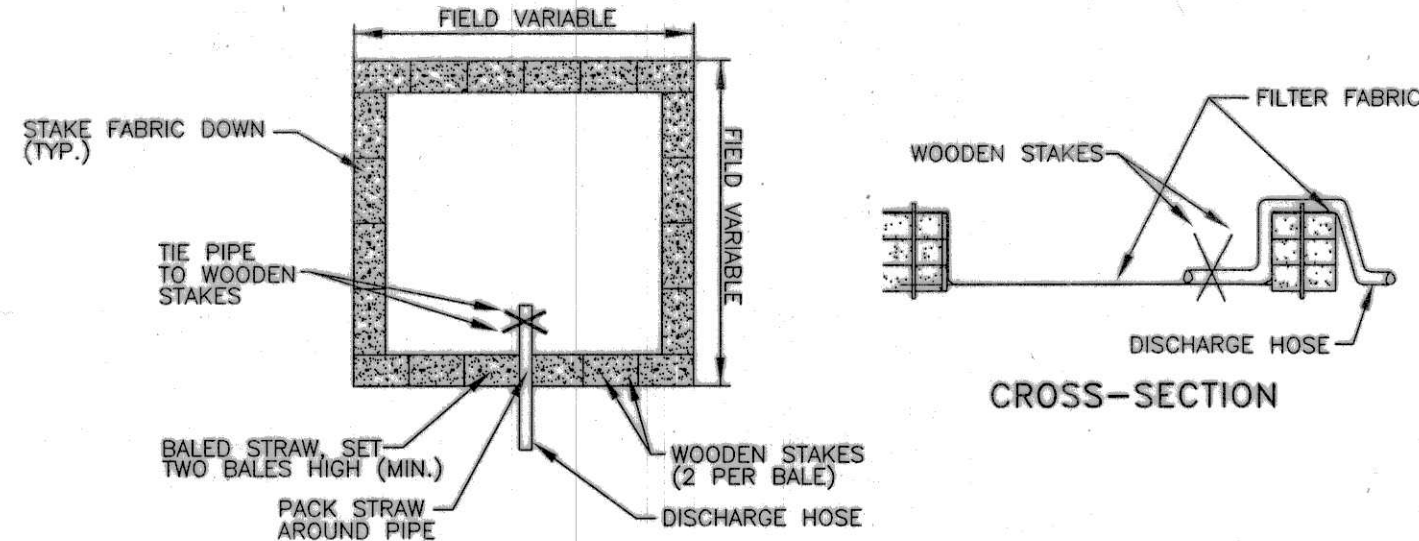 FIELD VARIABLE
STAKE FABRIC DOWN
(TYP.)
FIELD VARIABLE
TIE PIPE
TO WOODEN
STAKES
BALED STRAW, SET
TWO BALES HIGH (MIN.)
PACK STRAW
AROUND PIPE
WOODEN STAKES
(2 PER BALE)
DISCHARGE HOSE
FILTER FABRIC
WOODEN STAKES
DISCHARGE HOSE
CROSS-SECTION